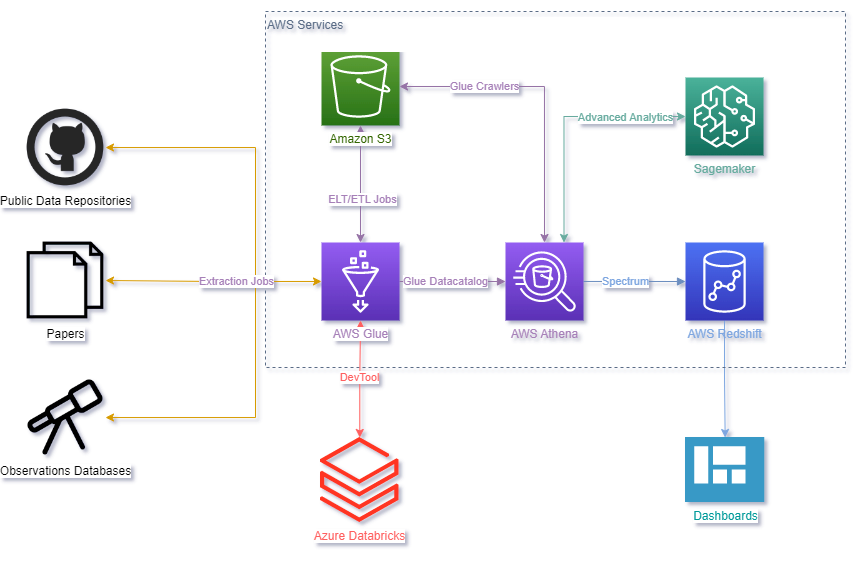 AWS Services
Glue Crawlers
Advanced Analytics
Amazon S3
Sagemaker
Public Data Repositories
ELT/ETL Jobs
Extraction Jobs
Glue Datacatalog
Spectrum
Papers
AWS Glue
AWS Athena
AWS Redshift
DevTool
Observations Databases
Dashboards
Azure Databricks